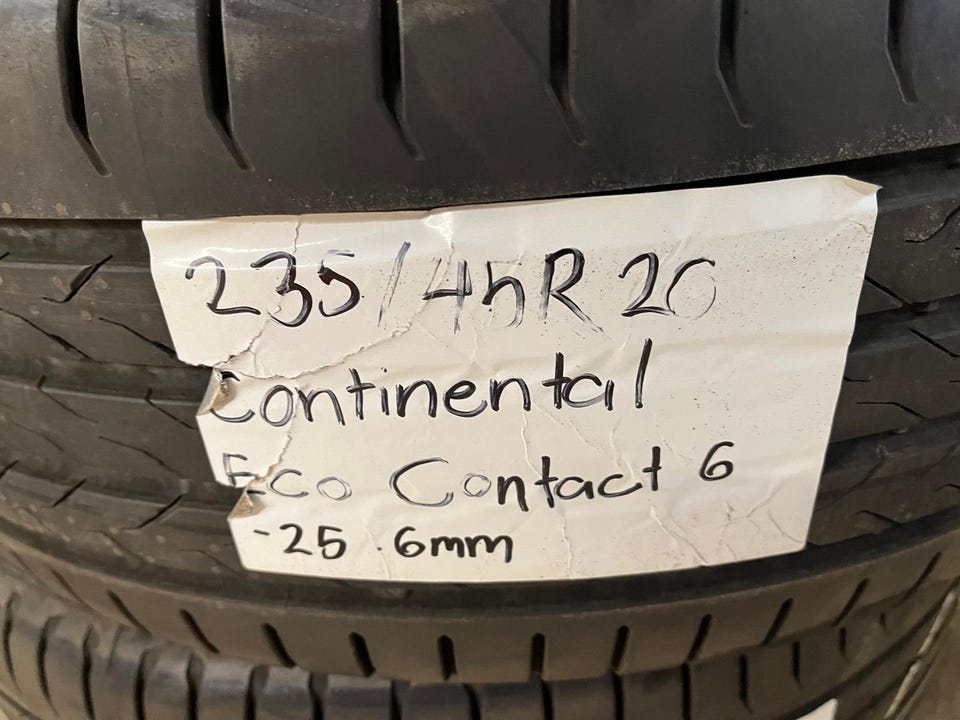 235/45R20
Continental
Eco Contact 6
-25 6mm